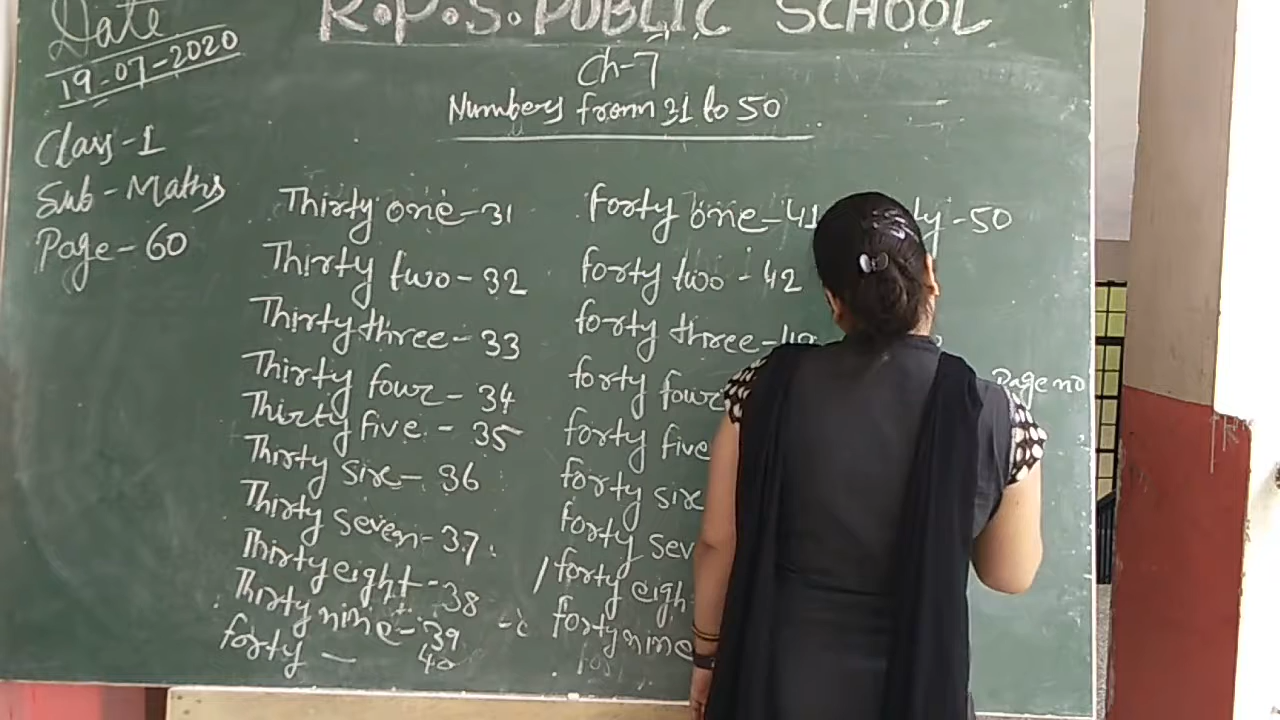 R.P.S. PUBLIC SCHOOL
Date
19-07-2020
Ch-7
Numbers from 31 to 50
Class-1
Sub-Maths
Page-60
Thirty one-31
Thirty two-32
Thirty three-33
Thirty four-34
Thirty five-35
Thirty six-36
Thirty seven-37
Thirty eight-38
Thirty nine-39
forty - 40
forty one-41
forty two-42
forty three-
forty four
forty five
forty six
forty sev
forty eigh
forty nine
-50
Page no